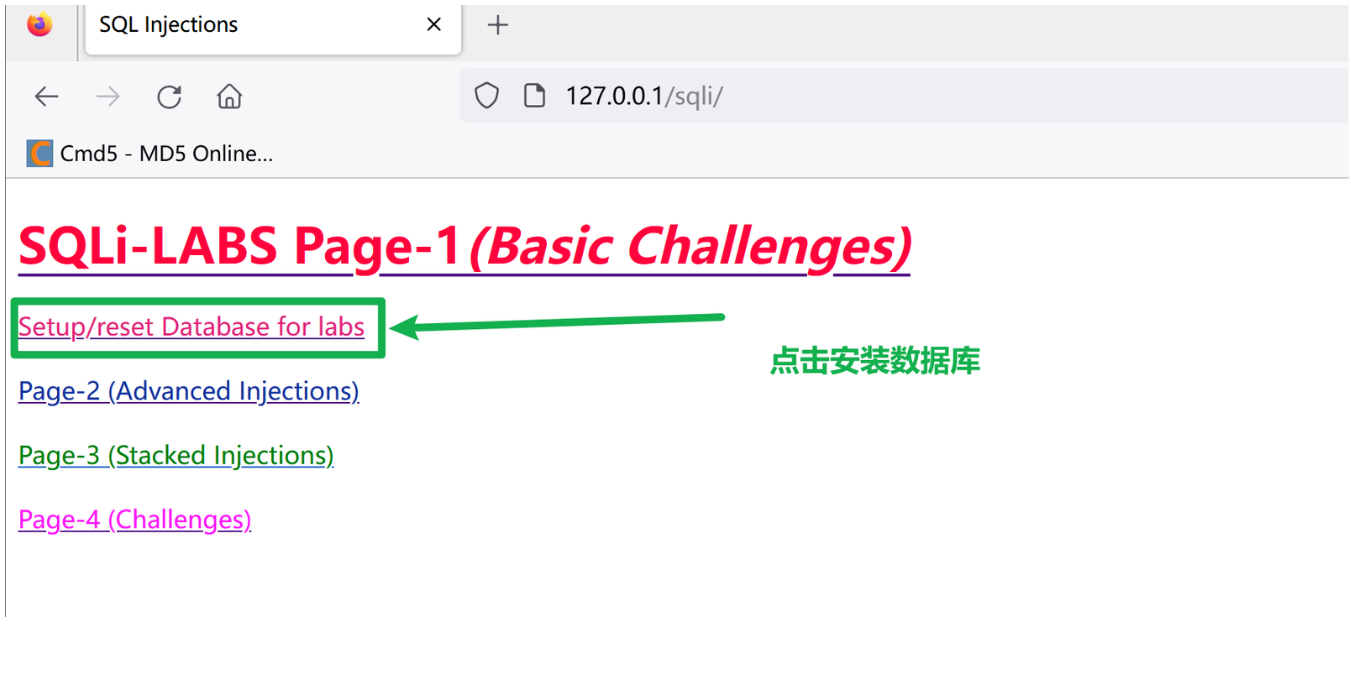 SQL Injections
127.0.0.1/sqli/
Cmd5 - MD5 Online...
SQLi-LABS Page-1(Basic Challenges)
Setup/reset Database for labs
点击安装数据库
Page-2 (Advanced Injections)
Page-3 (Stacked Injections)
Page-4 (Challenges)